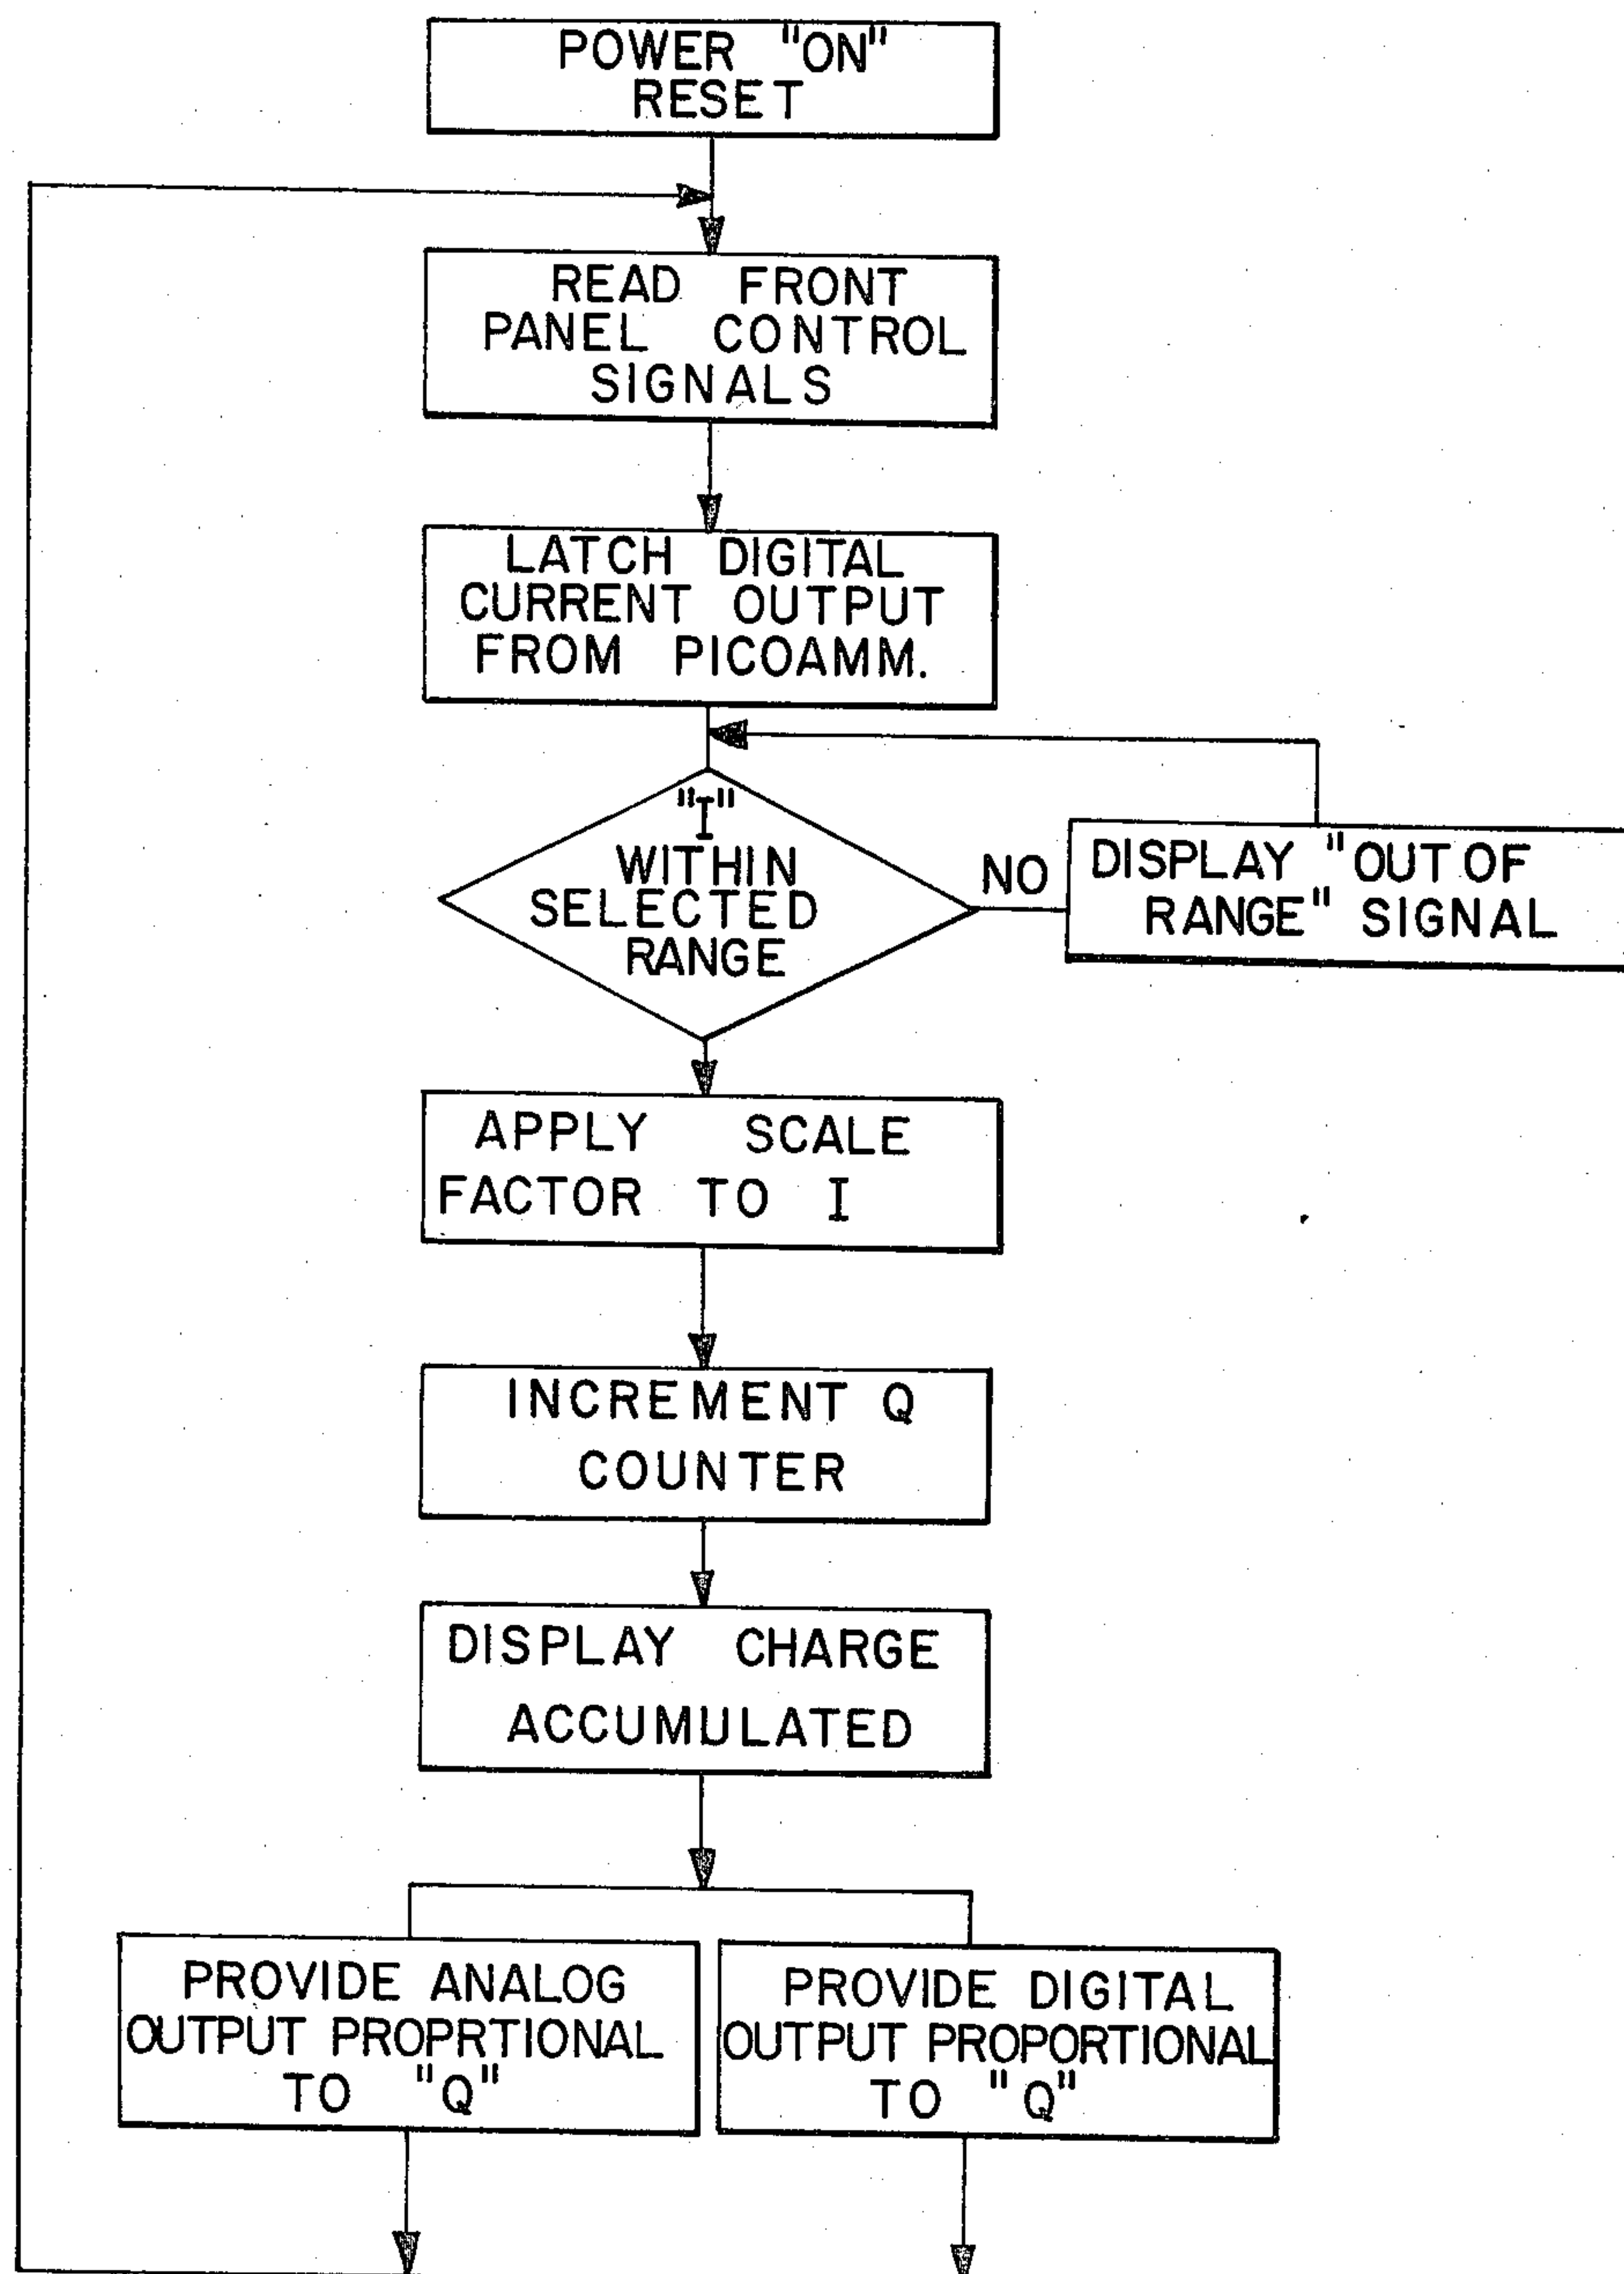 POWER "ON"
RESET
READ FRONT
PANEL CONTROL
SIGNALS
LATCH DIGITAL
CURRENT OUTPUT
FROM PICOAMM.
"I"
WITHIN
SELECTED
RANGE
NO
DISPLAY "OUT OF
RANGE" SIGNAL
APPLY SCALE
FACTOR TO I
INCREMENT Q
COUNTER
DISPLAY CHARGE
ACCUMULATED
PROVIDE ANALOG
OUTPUT PROPRTIONAL
TO "Q"
PROVIDE DIGITAL
OUTPUT PROPORTIONAL
TO "Q"